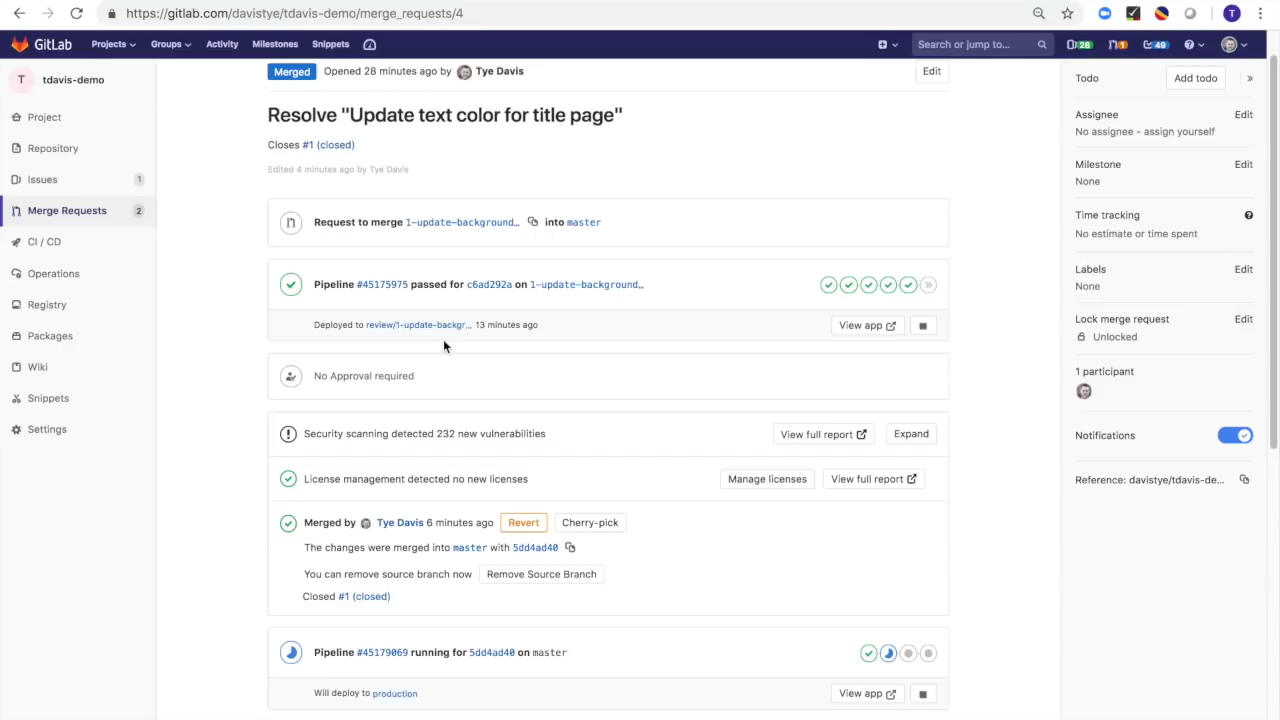 https://gitlab.com/davistye/tdavis-demo/merge_requests/4
T
GitLab Projects Groups Activity Milestones Snippets Search or jump to... 28 1 49
T tdavis-demo
Project
Repository
Issues 1
Merge Requests 2
CI / CD
Operations
Registry
Packages
Wiki
Snippets
Settings
Merged Opened 28 minutes ago by Tye Davis Edit
Resolve "Update text color for title page"
Closes #1 (closed)
Edited 4 minutes ago by Tye Davis
Request to merge 1-update-background… into master
Pipeline #45175975 passed for c6ad292a on 1-update-background…
Deployed to review/1-update-backgr… 13 minutes ago View app
No Approval required
Security scanning detected 232 new vulnerabilities View full report Expand
License management detected no new licenses Manage licenses View full report
Merged by Tye Davis 6 minutes ago Revert Cherry-pick
The changes were merged into master with 5dd4ad40
You can remove source branch now Remove Source Branch
Closed #1 (closed)
Pipeline #45179069 running for 5dd4ad40 on master
Will deploy to production View app
Todo Add todo »
Assignee Edit
No assignee - assign yourself
Milestone Edit
None
Time tracking
No estimate or time spent
Labels Edit
None
Lock merge request Edit
Unlocked
1 participant
Notifications
Reference: davistye/tdavis-de…